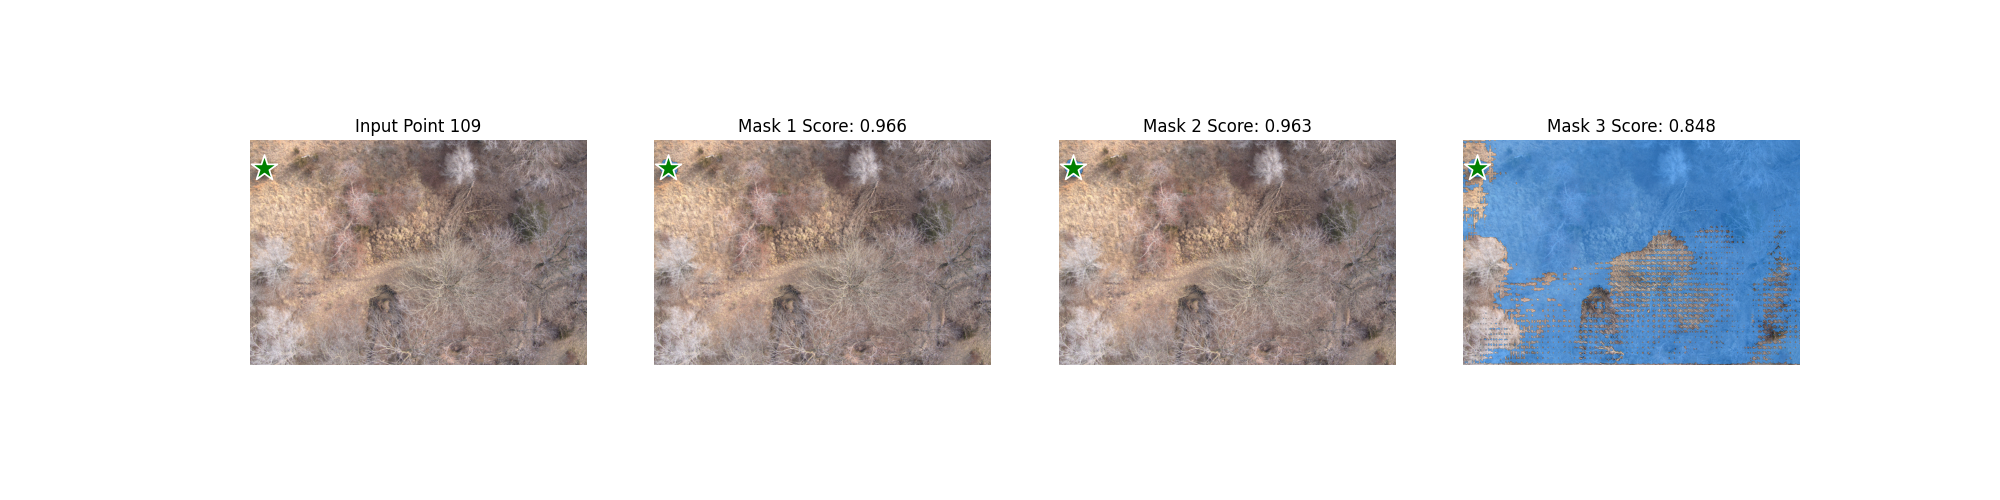 Input Point 109
Mask 1 Score: 0.966
Mask 2 Score: 0.963
Mask 3 Score: 0.848